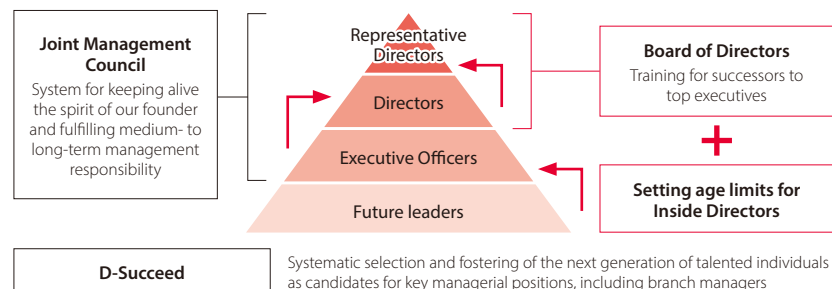 Joint Management
Council
System for keeping alive
the spirit of our founder
and fulfilling medium- to
long-term management
responsibility
Representative
Directors
Directors
Executive Officers
Future leaders
Board of Directors
Training for successors to
top executives
+
Setting age limits for
Inside Directors
D-Succeed
Systematic selection and fostering of the next generation of talented individuals
as candidates for key managerial positions, including branch managers